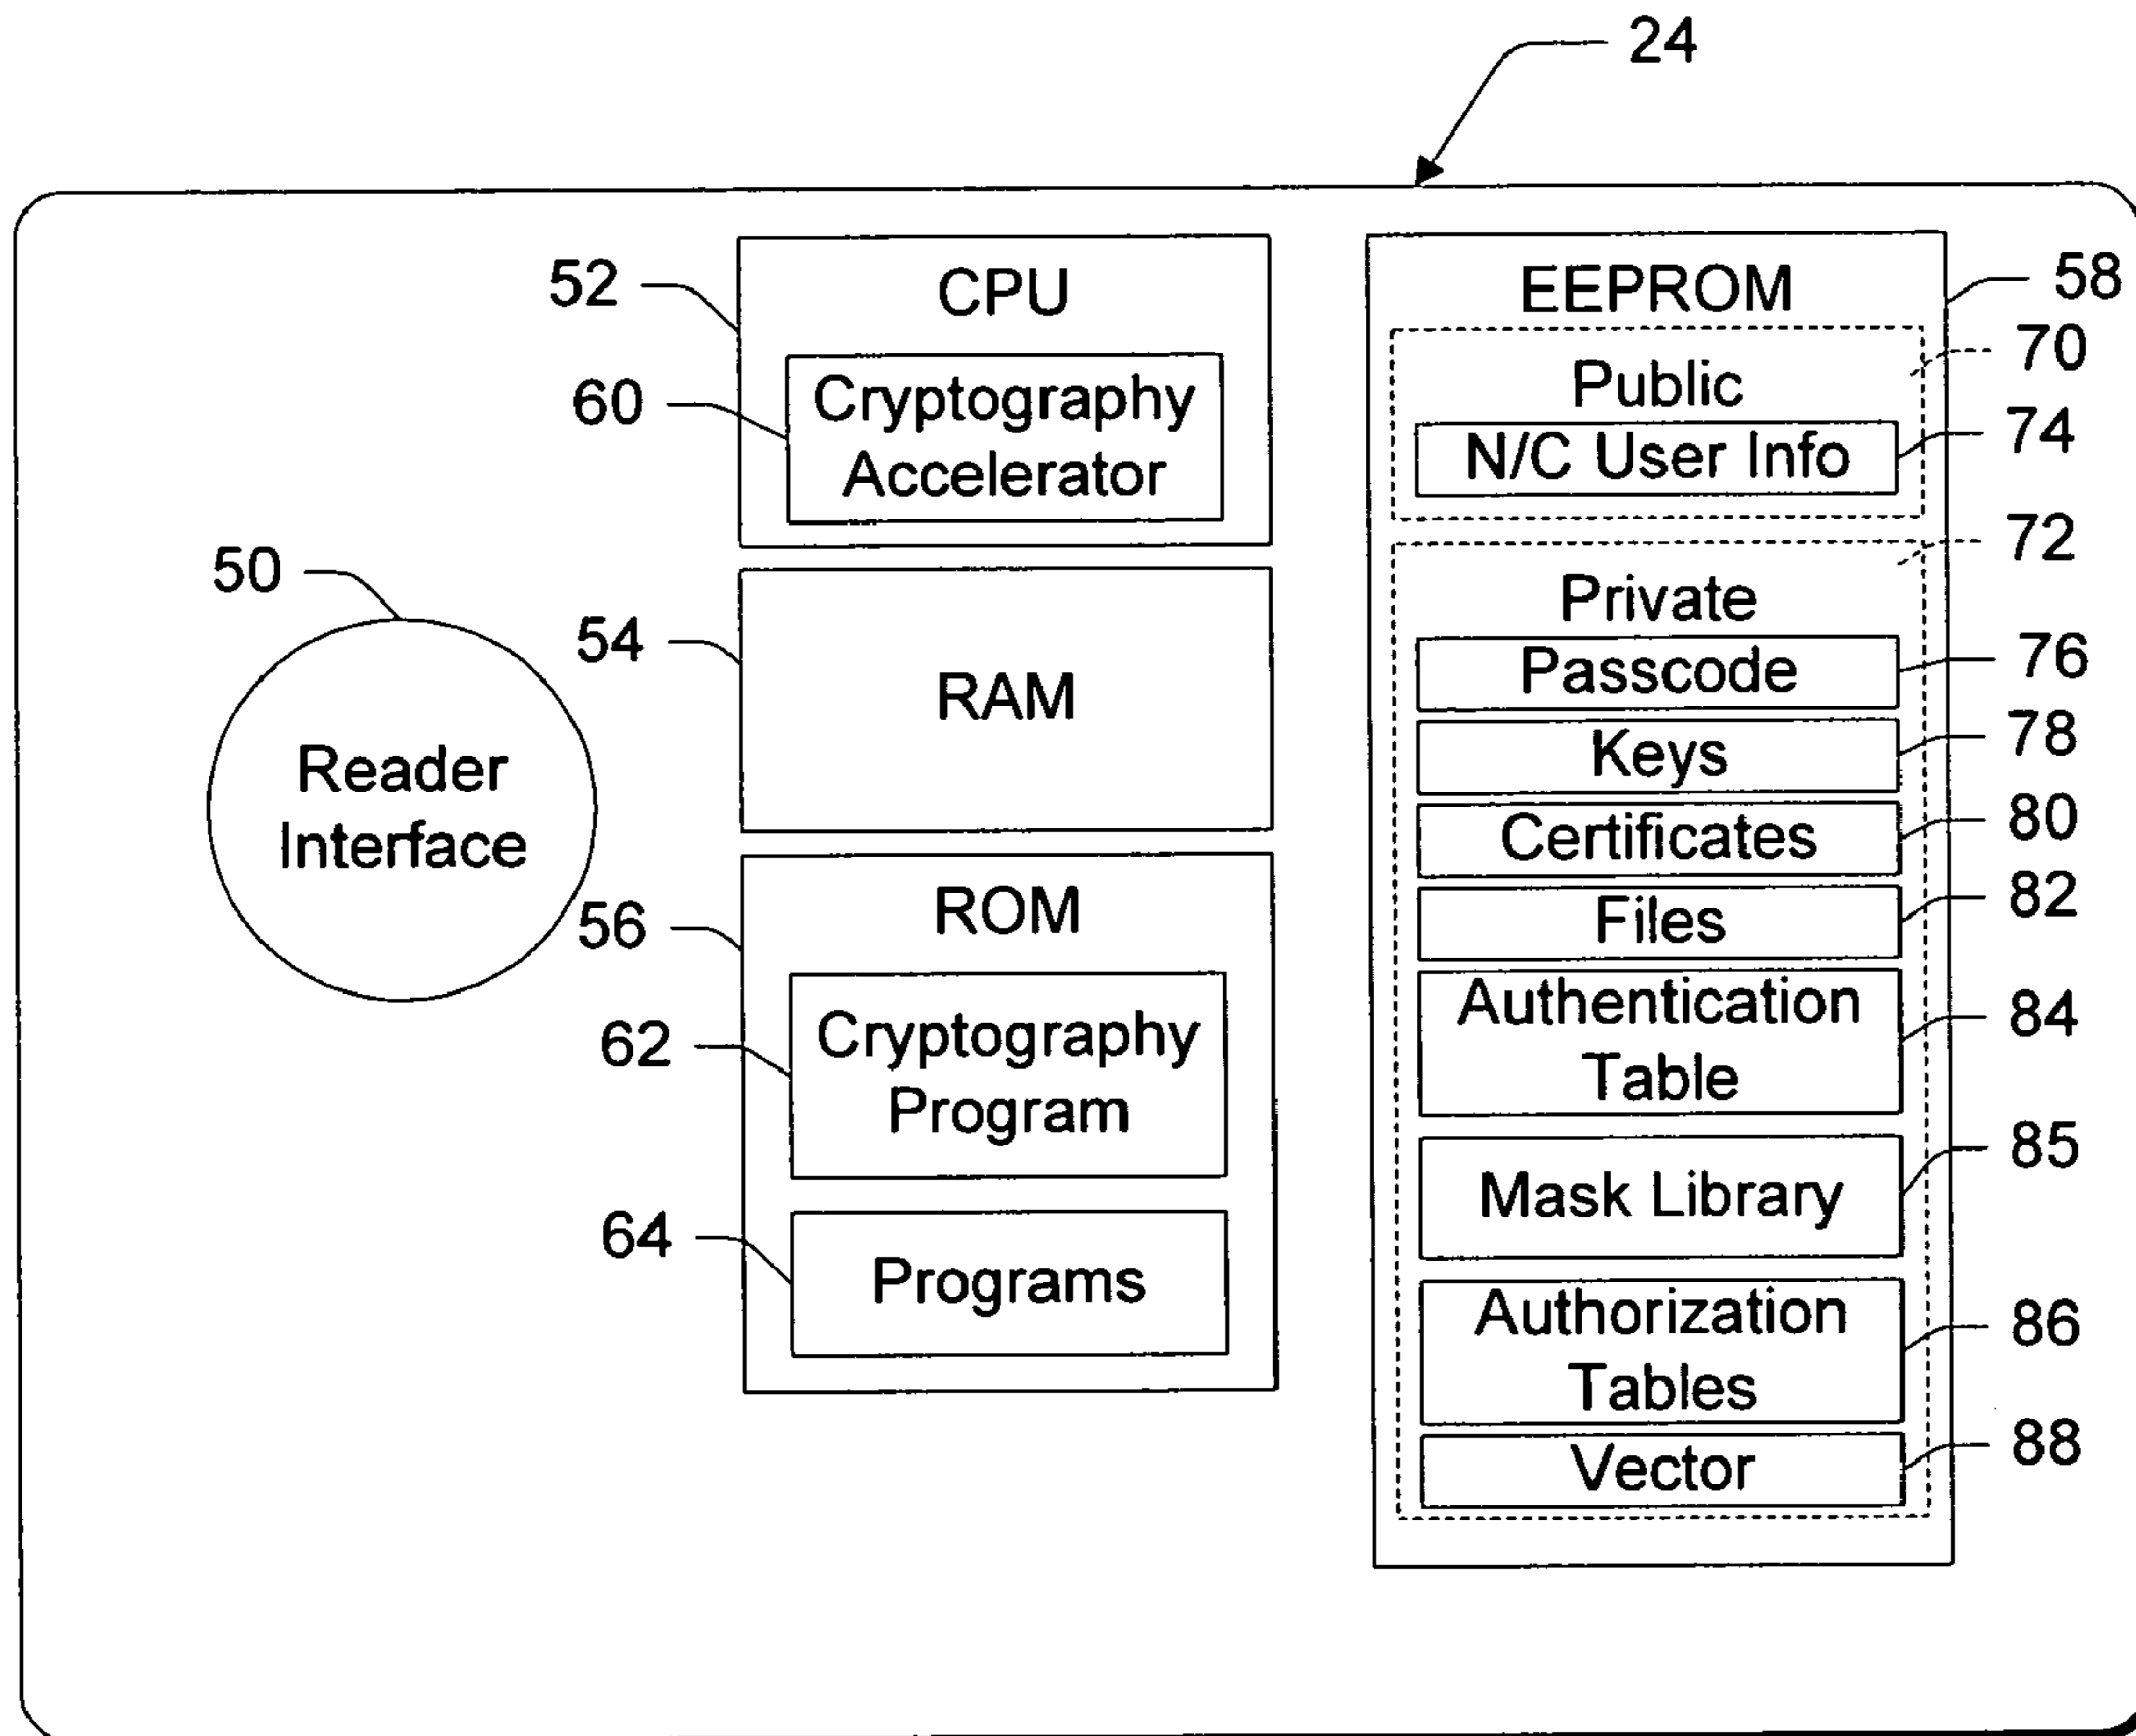 24
52
CPU
60
Cryptography
Accelerator
50
Reader
Interface
54
RAM
56
ROM
62
Cryptography
Program
64
Programs
EEPROM
58
Public
70
N/C User Info
74
Private
72
Passcode
76
Keys
78
Certificates
80
Files
82
Authentication
Table
84
Mask Library
85
Authorization
Tables
86
Vector
88